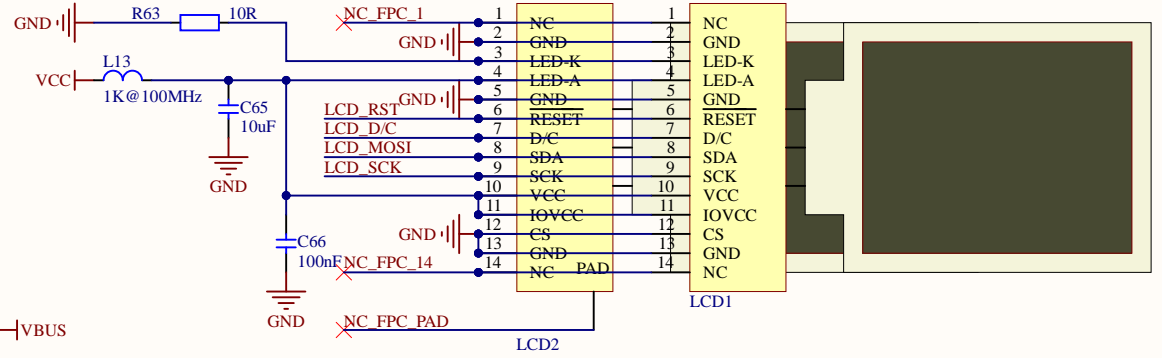 R63 10R NC_FPC_1 1 NC 1 NC
GND GND 2 GND 2 GND
3 LED-K 3 LED-K
L13
VCC 4 LED-A 4 LED-A
1K@100MHz GND 5 GND 5 GND
C65 LCD_RST 6 RESET 6 RESET
10uF LCD_D/C 7 D/C 7 D/C
LCD_MOSI 8 SDA 8 SDA
LCD_SCK 9 SCK 9 SCK
GND
10 VCC 10 VCC
11 IOVCC 11 IOVCC
GND 12 CS 12 CS
C66 13 GND 13 GND
100nF NC_FPC_14 14 NC PAD 14 NC
LCD1
GND NC_FPC_PAD
VBUS
LCD2